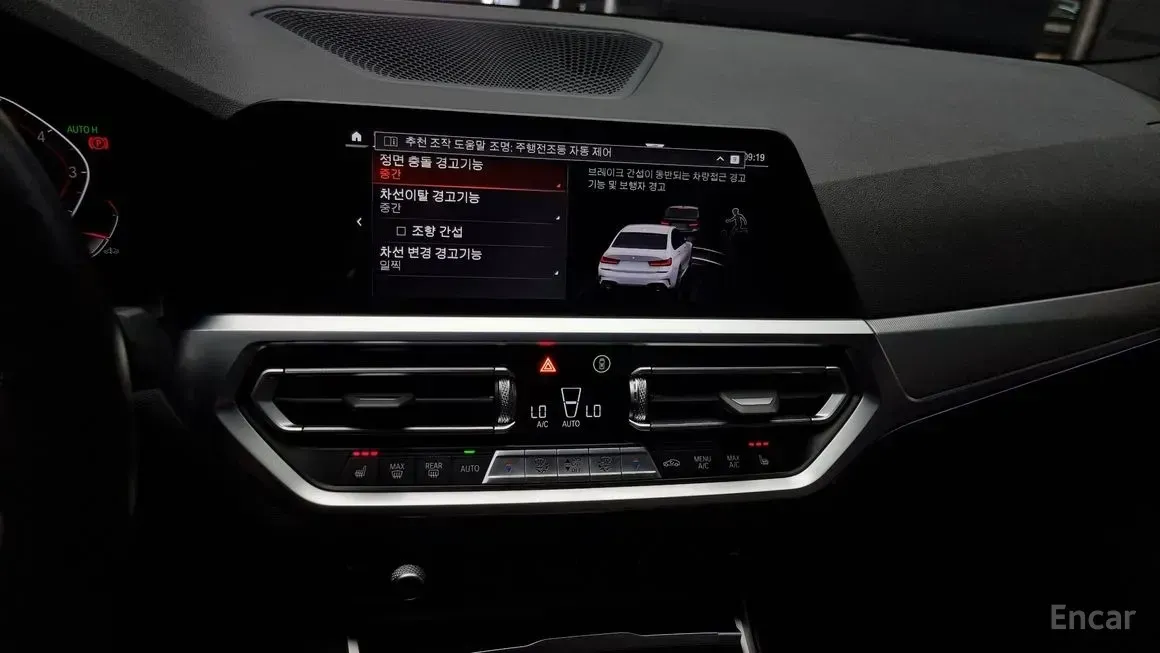 4
3
AUTO H
P
추천 조작 도움말 조명: 주행전조등 자동 제어
09:19
정면 충돌 경고기능
중간
차선이탈 경고기능
중간
조향 간섭
차선 변경 경고기능
일찍
브레이크 간섭이 동반되는 차량접근 경고
기능 및 보행자 경고
LO
A/C
AUTO
LO
MAX
REAR
AUTO
OFF
MENU
A/C
MAX
A/C
Encar